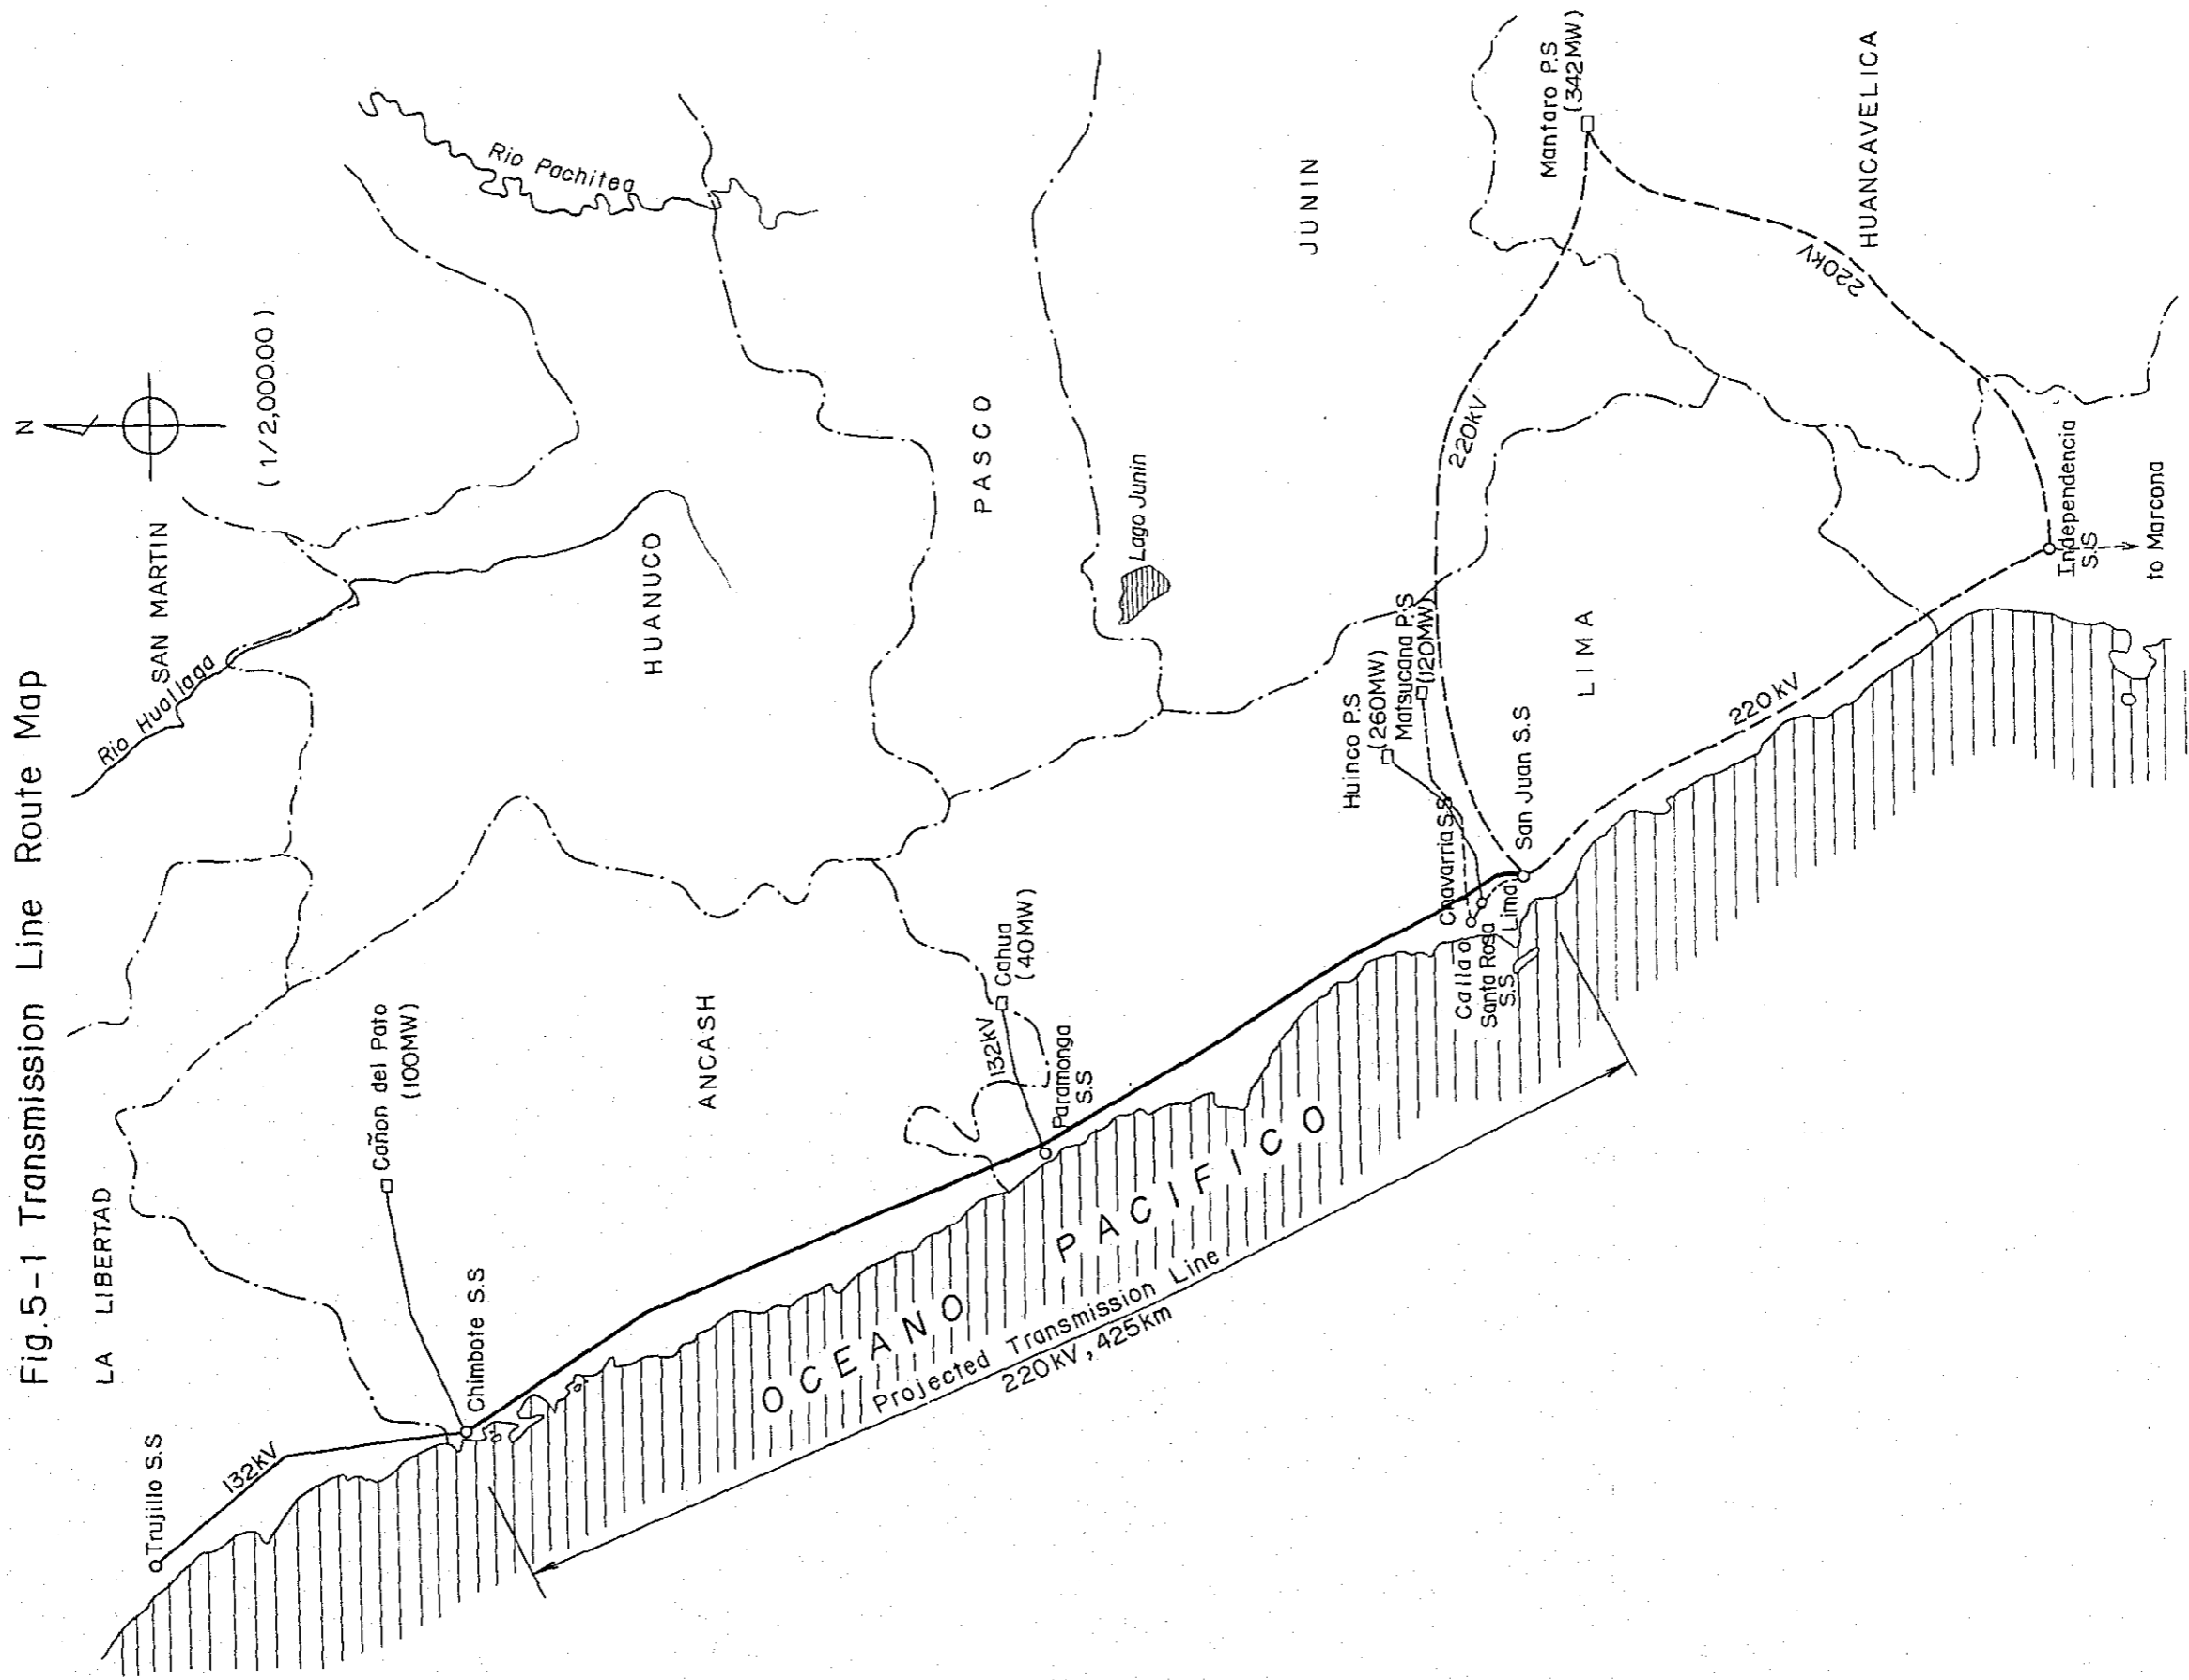 Fig.5-1 Transmission Line Route Map
N
(1/2,000.00)
LA LIBERTAD
SAN MARTIN
Rio Huallaga
Rio Pachitea
Trujillo S.S
132kV
Cañon del Pato
(100MW)
Chimbote S.S
HUANUCO
ANCASH
PASCO
Cahua
(40MW)
132kV
Paramonga
S.S
Lago Junin
JUNIN
OCEANO PACIFICO
Projected Transmission Line
220kV, 425km
Huinco P.S
(260MW)
Matsucana P.S
(120MW)
Chavarria S.S
Callao
Santa Rosa
S.S
Lima
San Juan S.S
LIMA
220kV
Mantaro P.S
(342MW)
220kV
HUANCAVELICA
220kV
Independencia
S.S
to Marcona